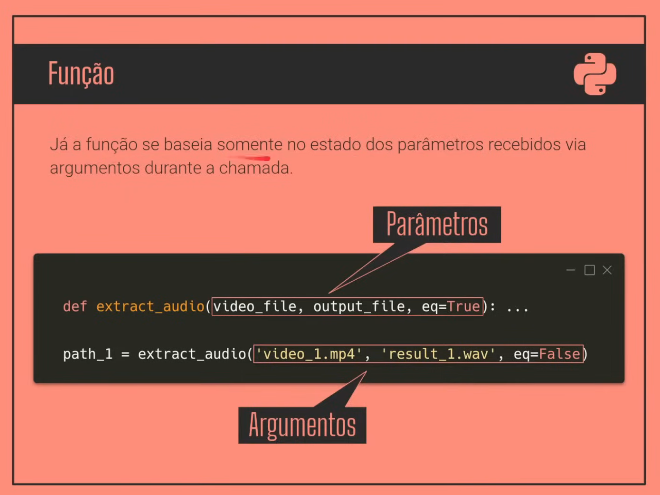 Função
Já a função se baseia somente no estado dos parâmetros recebidos via
argumentos durante a chamada.
Parâmetros
def extract_audio(video_file, output_file, eq=True): ...
path_1 = extract_audio('video_1.mp4', 'result_1.wav', eq=False)
Argumentos